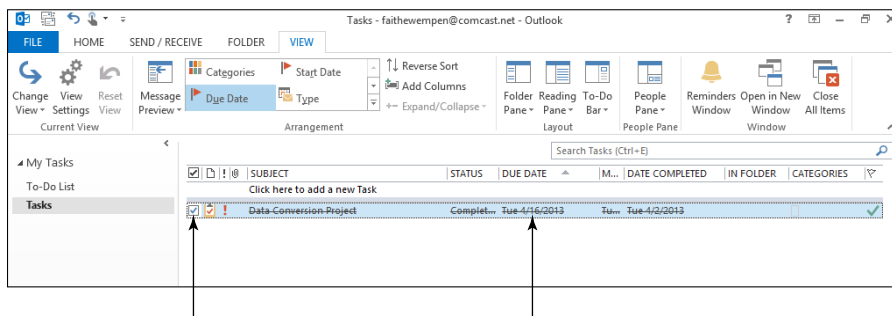 Tasks - faithewempen@comcast.net - Outlook
FILE HOME SEND / RECEIVE FOLDER VIEW
Change View View Settings Reset View
Message Preview
Categories Start Date
Due Date Type
Reverse Sort
Add Columns
Expand/Collapse
Folder Pane Reading Pane To-Do Bar
People Pane
Reminders Window Open in New Window Close All Items
Current View Arrangement Layout People Pane Window
Search Tasks (Ctrl+E)
My Tasks
To-Do List
Tasks
! SUBJECT STATUS DUE DATE M... DATE COMPLETED IN FOLDER CATEGORIES
Click here to add a new Task
! Data Conversion Project Complet... Tue 4/16/2013 Tu... Tue 4/2/2013